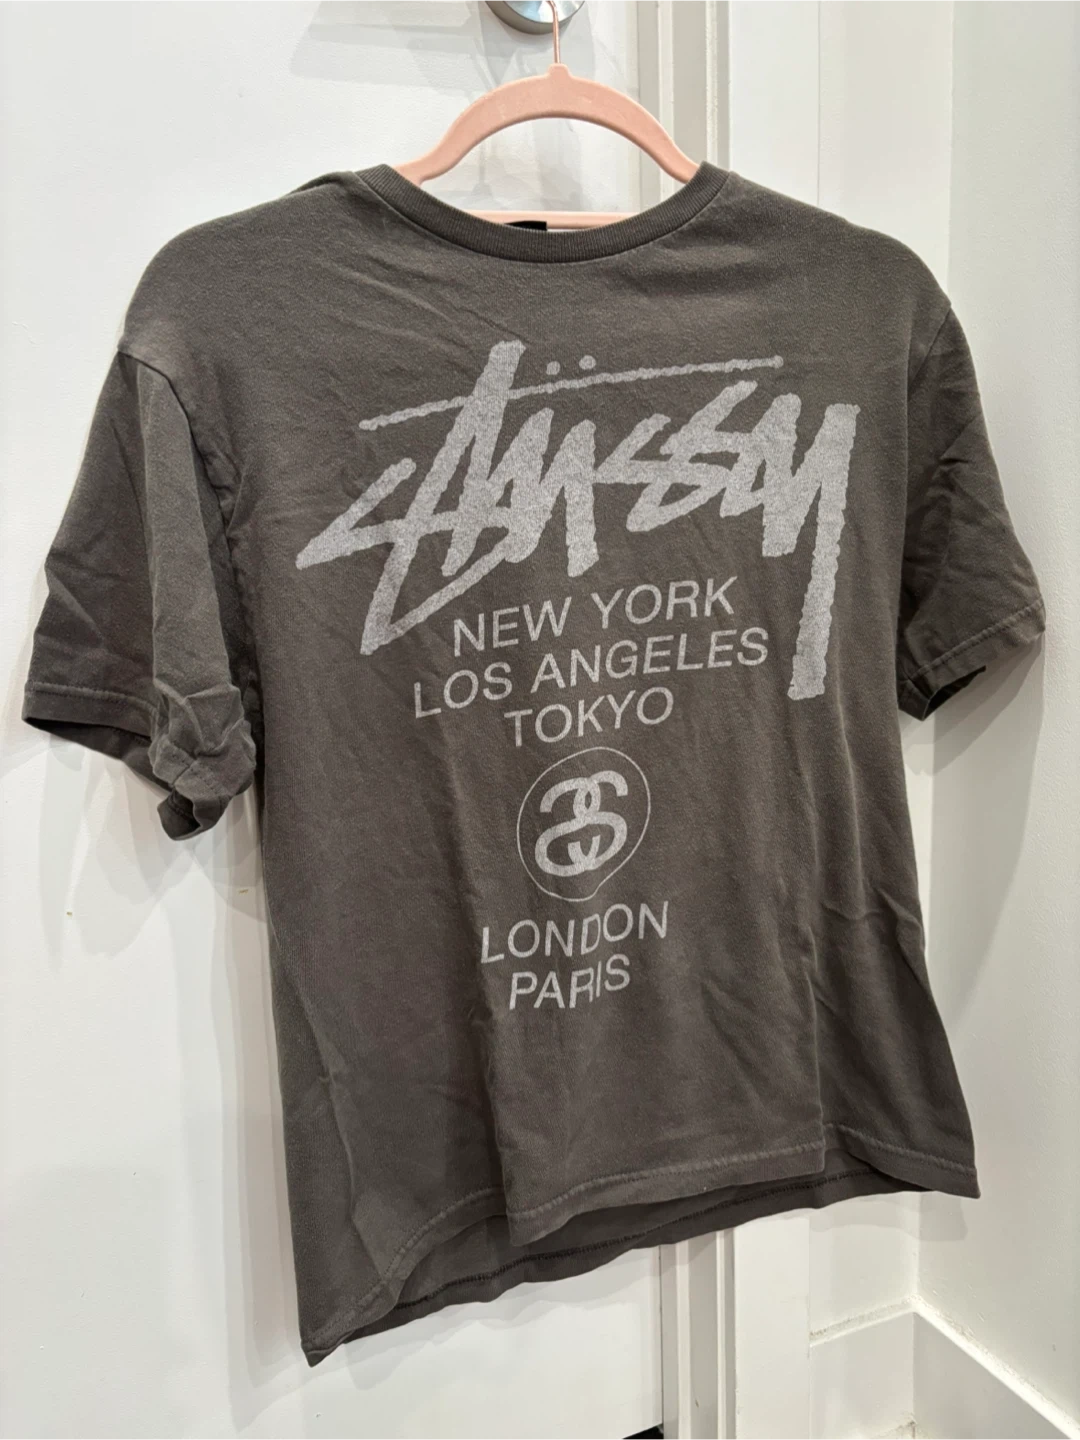 Stüssy
NEW YORK
LOS ANGELES
TOKYO
SS
LONDON
PARIS